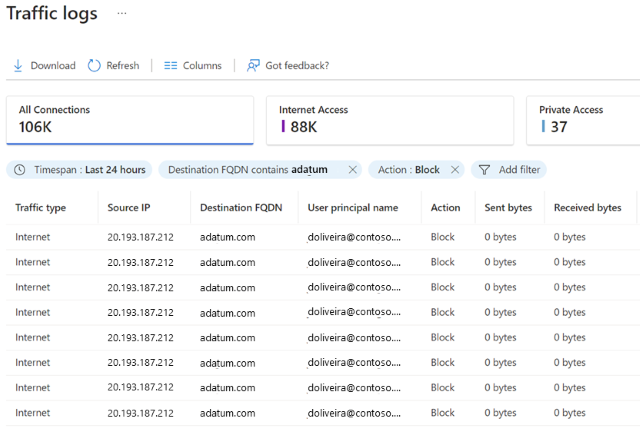 Traffic logs ...
Download Refresh Columns Got feedback?
All Connections Internet Access Private Access
106K 88K 37
Timespan : Last 24 hours Destination FQDN contains adatum Action : Block Add filter
Traffic type Source IP Destination FQDN User principal name Action Sent bytes Received bytes
Internet 20.193.187.212 adatum.com doliveira@contoso.... Block 0 bytes 0 bytes
Internet 20.193.187.212 adatum.com doliveira@contoso.... Block 0 bytes 0 bytes
Internet 20.193.187.212 adatum.com doliveira@contoso.... Block 0 bytes 0 bytes
Internet 20.193.187.212 adatum.com doliveira@contoso.... Block 0 bytes 0 bytes
Internet 20.193.187.212 adatum.com doliveira@contoso.... Block 0 bytes 0 bytes
Internet 20.193.187.212 adatum.com doliveira@contoso.... Block 0 bytes 0 bytes
Internet 20.193.187.212 adatum.com doliveira@contoso.... Block 0 bytes 0 bytes
Internet 20.193.187.212 adatum.com doliveira@contoso.... Block 0 bytes 0 bytes